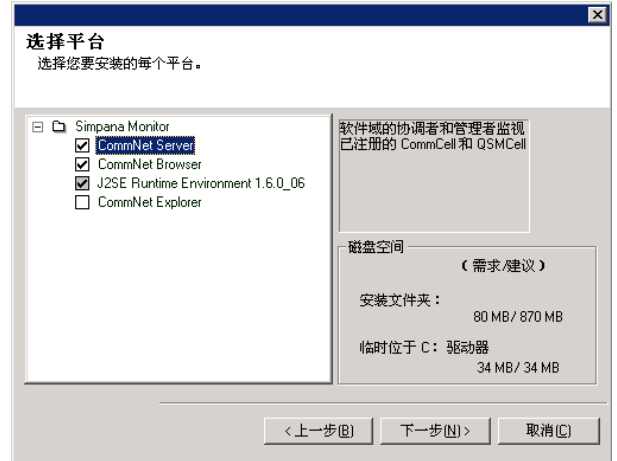 选择平台
选择您要安装的每个平台。
Simpana Monitor
CommNet Server
CommNet Browser
J2SE Runtime Environment 1.6.0_06
CommNet Explorer
软件域的协调者和管理者监视
已注册的 CommCell 和 QSMCell
磁盘空间
(需求/建议)
安装文件夹：
80 MB/ 870 MB
临时位于 C：驱动器
34 MB/ 34 MB
<上一步(B)
下一步(N)>
取消(C)